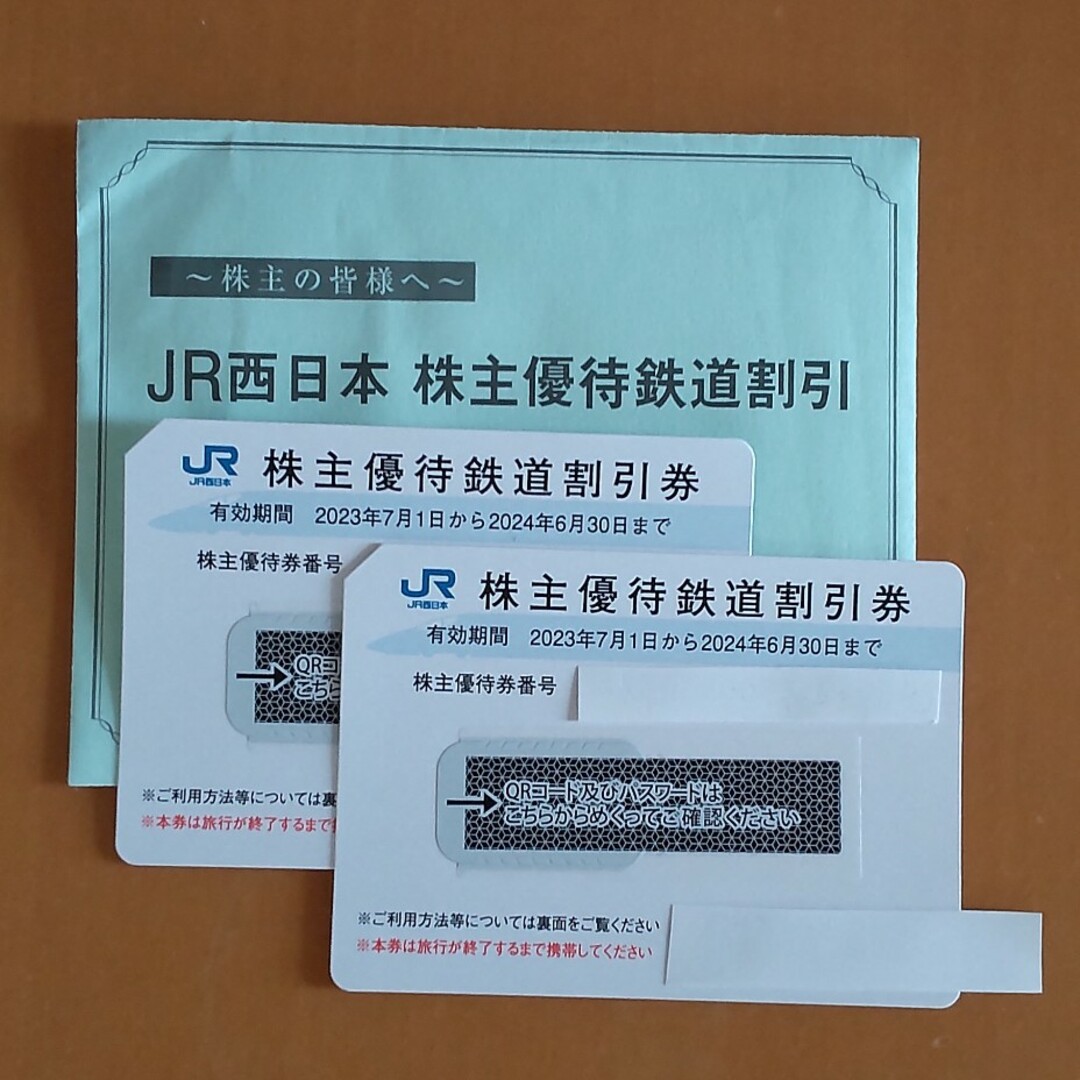 ～株主の皆様へ～
JR西日本 株主優待鉄道割引
JR
JR西日本
株主優待鉄道割引券
有効期間 2023年7月1日から2024年6月30日まで
株主優待券番号
QRコ
こちら
※ご利用方法等については裏
※本券は旅行が終了するまで
JR
JR西日本
株主優待鉄道割引券
有効期間 2023年7月1日から2024年6月30日まで
株主優待券番号
QRコード及びパスワードは
こちらからめくってご確認ください
※ご利用方法等については裏面をご覧ください
※本券は旅行が終了するまで携帯してください